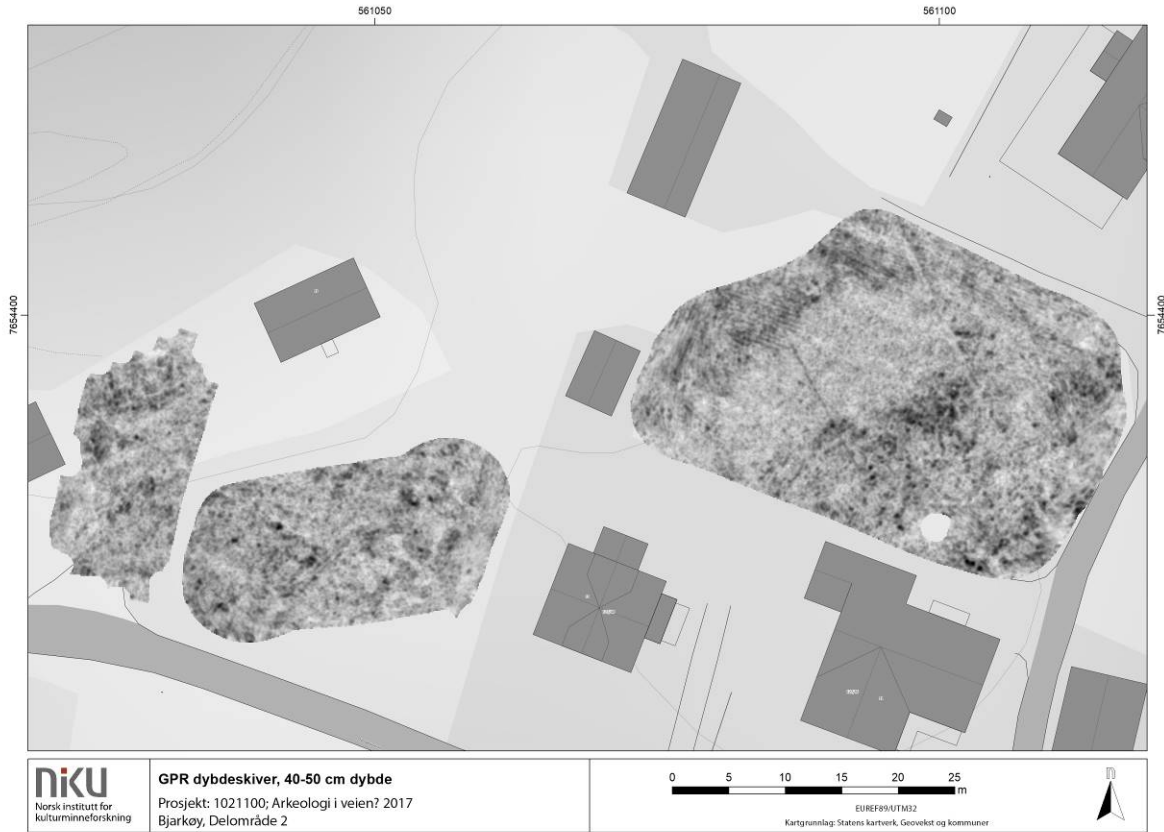 561050
561100
7654400
7654400
niku
Norsk institutt for
kulturminneforskning
GPR dybdeskiver, 40-50 cm dybde
Prosjekt: 1021100; Arkeologi i veien? 2017
Bjarkøy, Delområde 2
0 5 10 15 20 25
m
EUREF89/UTM32
Kartgrunnlag: Statens kartverk, Geovekst og kommuner
n